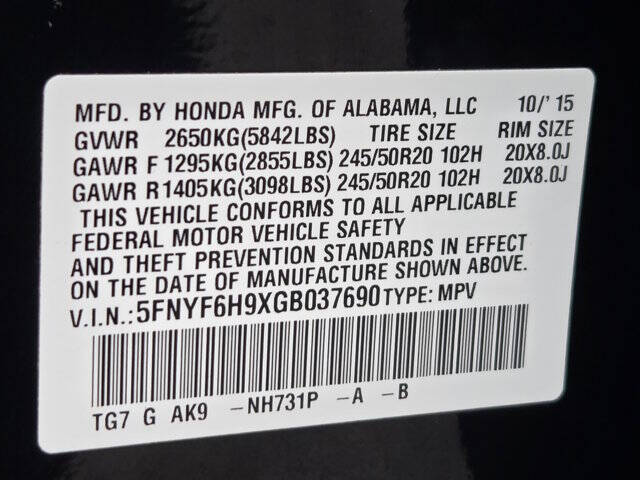 MFD. BY HONDA MFG. OF ALABAMA, LLC 10/' 15
GVWR 2650KG(5842LBS) TIRE SIZE RIM SIZE
GAWR F 1295KG(2855LBS) 245/50R20 102H 20X8.0J
GAWR R 1405KG(3098LBS) 245/50R20 102H 20X8.0J
THIS VEHICLE CONFORMS TO ALL APPLICABLE
FEDERAL MOTOR VEHICLE SAFETY
AND THEFT PREVENTION STANDARDS IN EFFECT
ON THE DATE OF MANUFACTURE SHOWN ABOVE.
V.I.N.:5FNYF6H9XGB037690 TYPE: MPV
TG7 G AK9 -NH731P -A -B